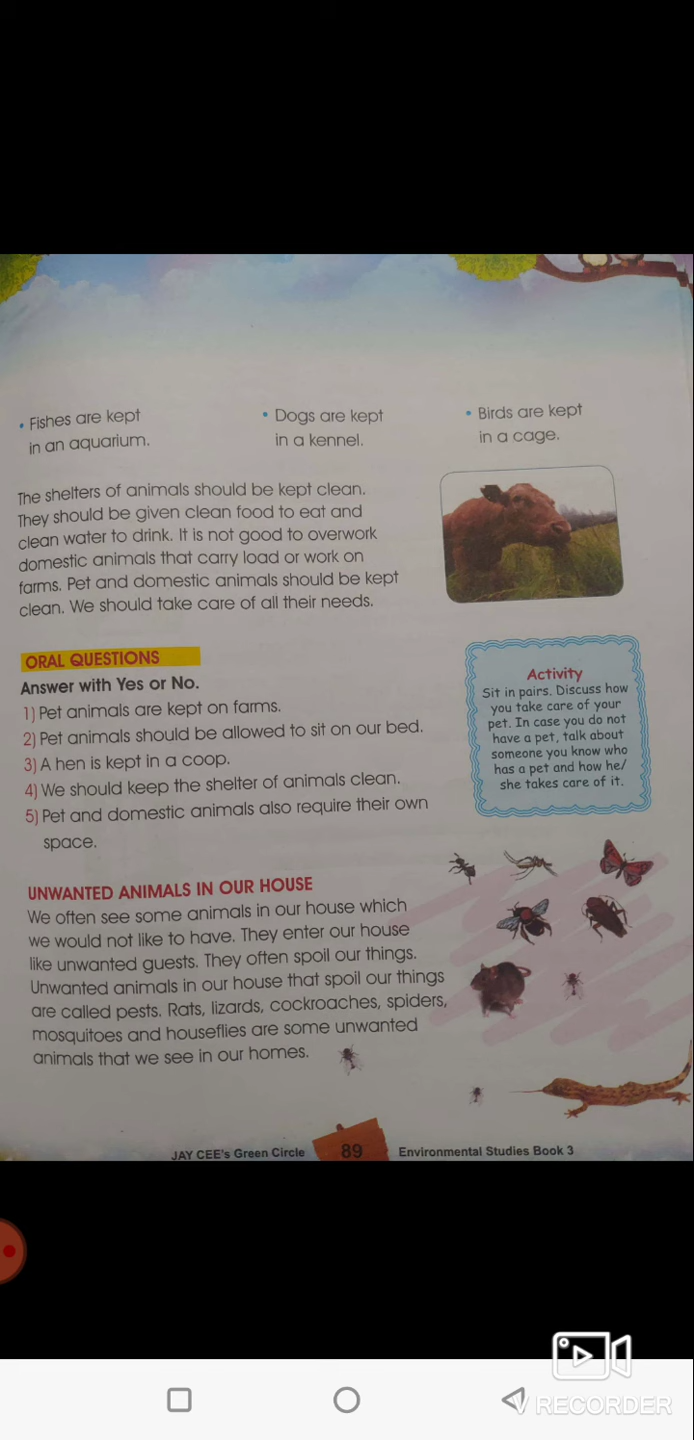 • Fishes are kept
in an aquarium.
• Dogs are kept
in a kennel.
• Birds are kept
in a cage.
The shelters of animals should be kept clean.
They should be given clean food to eat and
clean water to drink. It is not good to overwork
domestic animals that carry load or work on
farms. Pet and domestic animals should be kept
clean. We should take care of all their needs.
ORAL QUESTIONS
Answer with Yes or No.
1) Pet animals are kept on farms.
2) Pet animals should be allowed to sit on our bed.
3) A hen is kept in a coop.
4) We should keep the shelter of animals clean.
5) Pet and domestic animals also require their own
space.
Activity
Sit in pairs. Discuss how
you take care of your
pet. In case you do not
have a pet, talk about
someone you know who
has a pet and how he/
she takes care of it.
UNWANTED ANIMALS IN OUR HOUSE
We often see some animals in our house which
we would not like to have. They enter our house
like unwanted guests. They often spoil our things.
Unwanted animals in our house that spoil our things
are called pests. Rats, lizards, cockroaches, spiders,
mosquitoes and houseflies are some unwanted
animals that we see in our homes.
JAY CEE's Green Circle
89
Environmental Studies Book 3
V RECORDER